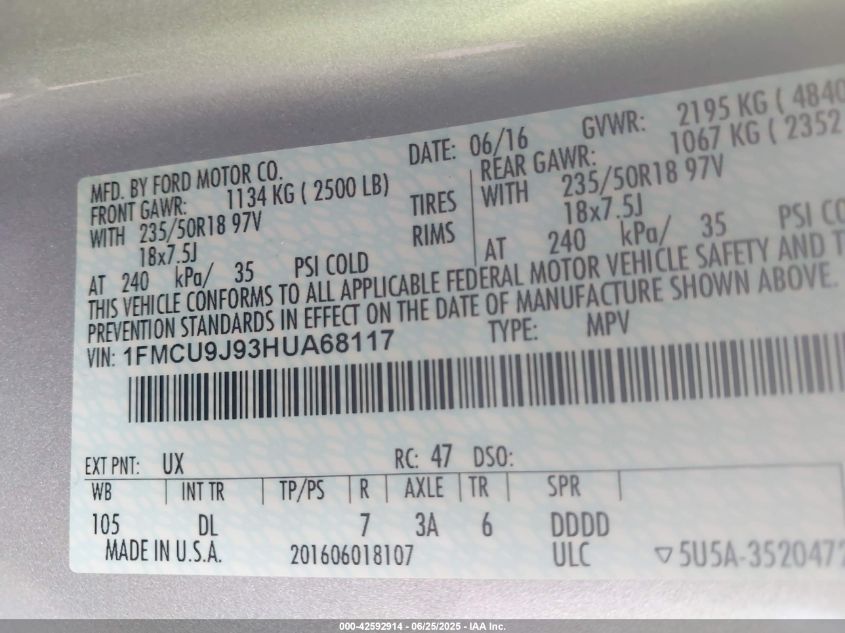 MFD. BY FORD MOTOR CO. DATE: 06/16 GVWR: 2195 KG ( 4840
FRONT GAWR: 1134 KG ( 2500 LB) REAR GAWR: 1067 KG ( 2352
WITH 235/50R18 97V TIRES WITH 235/50R18 97V
18x7.5J RIMS 18x7.5J
AT 240 kPa/ 35 PSI COLD AT 240 kPa/ 35 PSI CO
THIS VEHICLE CONFORMS TO ALL APPLICABLE FEDERAL MOTOR VEHICLE SAFETY AND T
PREVENTION STANDARDS IN EFFECT ON THE DATE OF MANUFACTURE SHOWN ABOVE.
VIN: 1FMCU9J93HUA68117 TYPE: MPV
EXT PNT: UX RC: 47 DSO:
WB INT TR TP/PS R AXLE TR SPR
105 DL 7 3A 6 DDDD
MADE IN U.S.A. 201606018107 ULC ▽5U5A-3520472
000-42592914 - 06/25/2025 - IAA Inc.